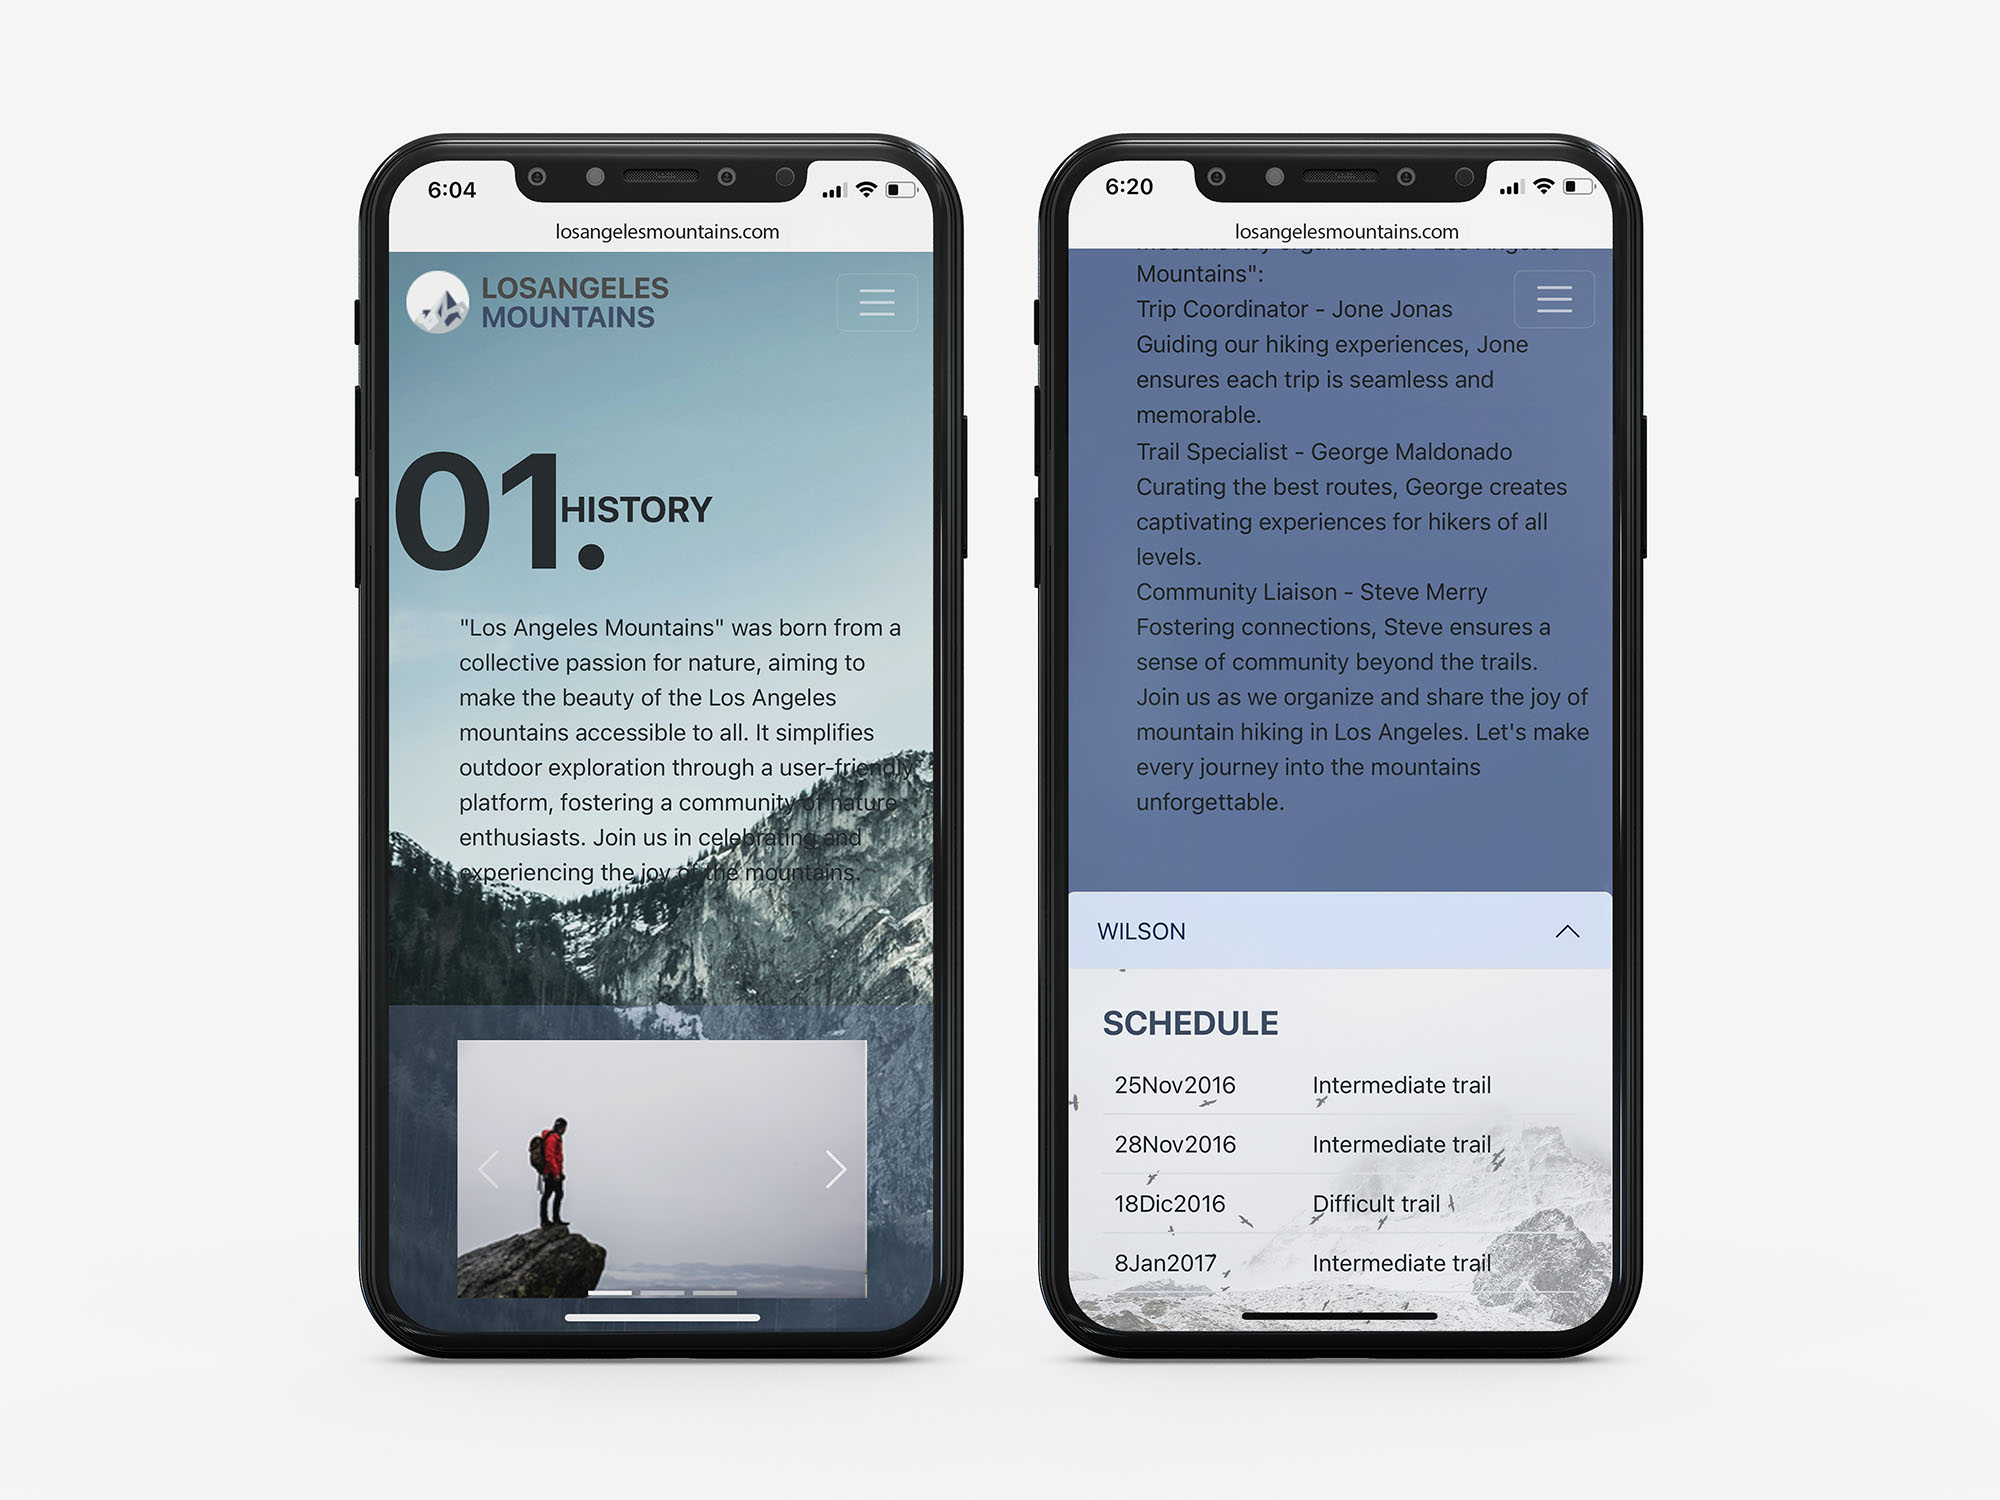 6:04
losangelesmountains.com
LOSANGELES
MOUNTAINS
01.
HISTORY
"Los Angeles Mountains" was born from a
collective passion for nature, aiming to
make the beauty of the Los Angeles
mountains accessible to all. It simplifies
outdoor exploration through a user-friendly
platform, fostering a community of nature
enthusiasts. Join us in celebrating and
experiencing the joy of the mountains.
6:20
losangelesmountains.com
Meet the key organizers at "Los Angeles
Mountains":
Trip Coordinator - Jone Jonas
Guiding our hiking experiences, Jone
ensures each trip is seamless and
memorable.
Trail Specialist - George Maldonado
Curating the best routes, George creates
captivating experiences for hikers of all
levels.
Community Liaison - Steve Merry
Fostering connections, Steve ensures a
sense of community beyond the trails.
Join us as we organize and share the joy of
mountain hiking in Los Angeles. Let's make
every journey into the mountains
unforgettable.
WILSON
SCHEDULE
25Nov2016 Intermediate trail
28Nov2016 Intermediate trail
18Dic2016 Difficult trail
8Jan2017 Intermediate trail